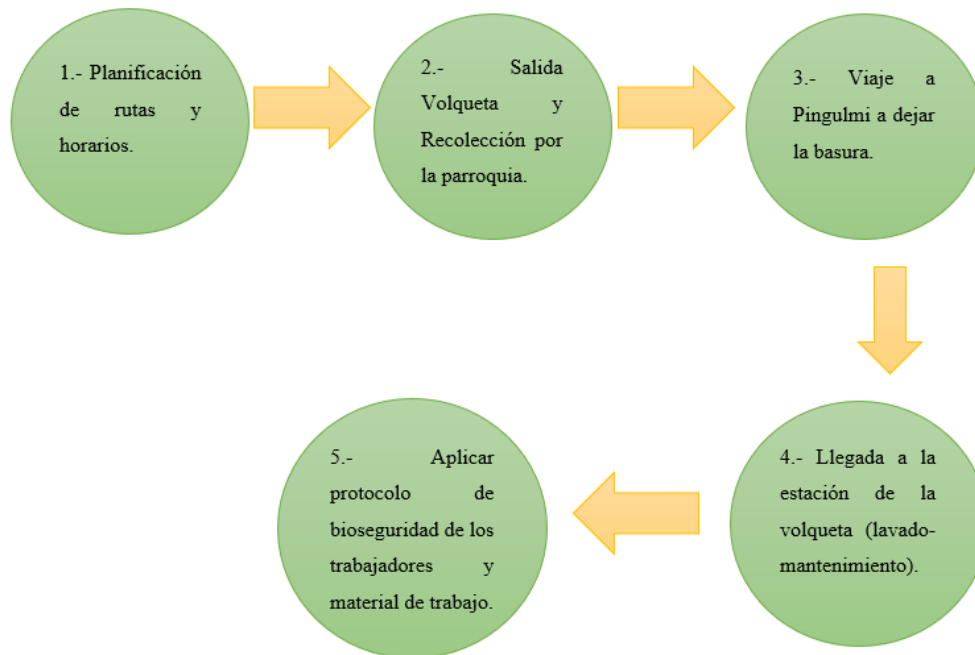 1.- Planificación
de rutas y
horarios.
2.- Salida
Volqueta y
Recolección por
la parroquia.
3.- Viaje a
Pingulmi a dejar
la basura.
4.- Llegada a la
estación de la
volqueta (lavado-
mantenimiento).
5.- Aplicar
protocolo de
bioseguridad de los
trabajadores y
material de trabajo.